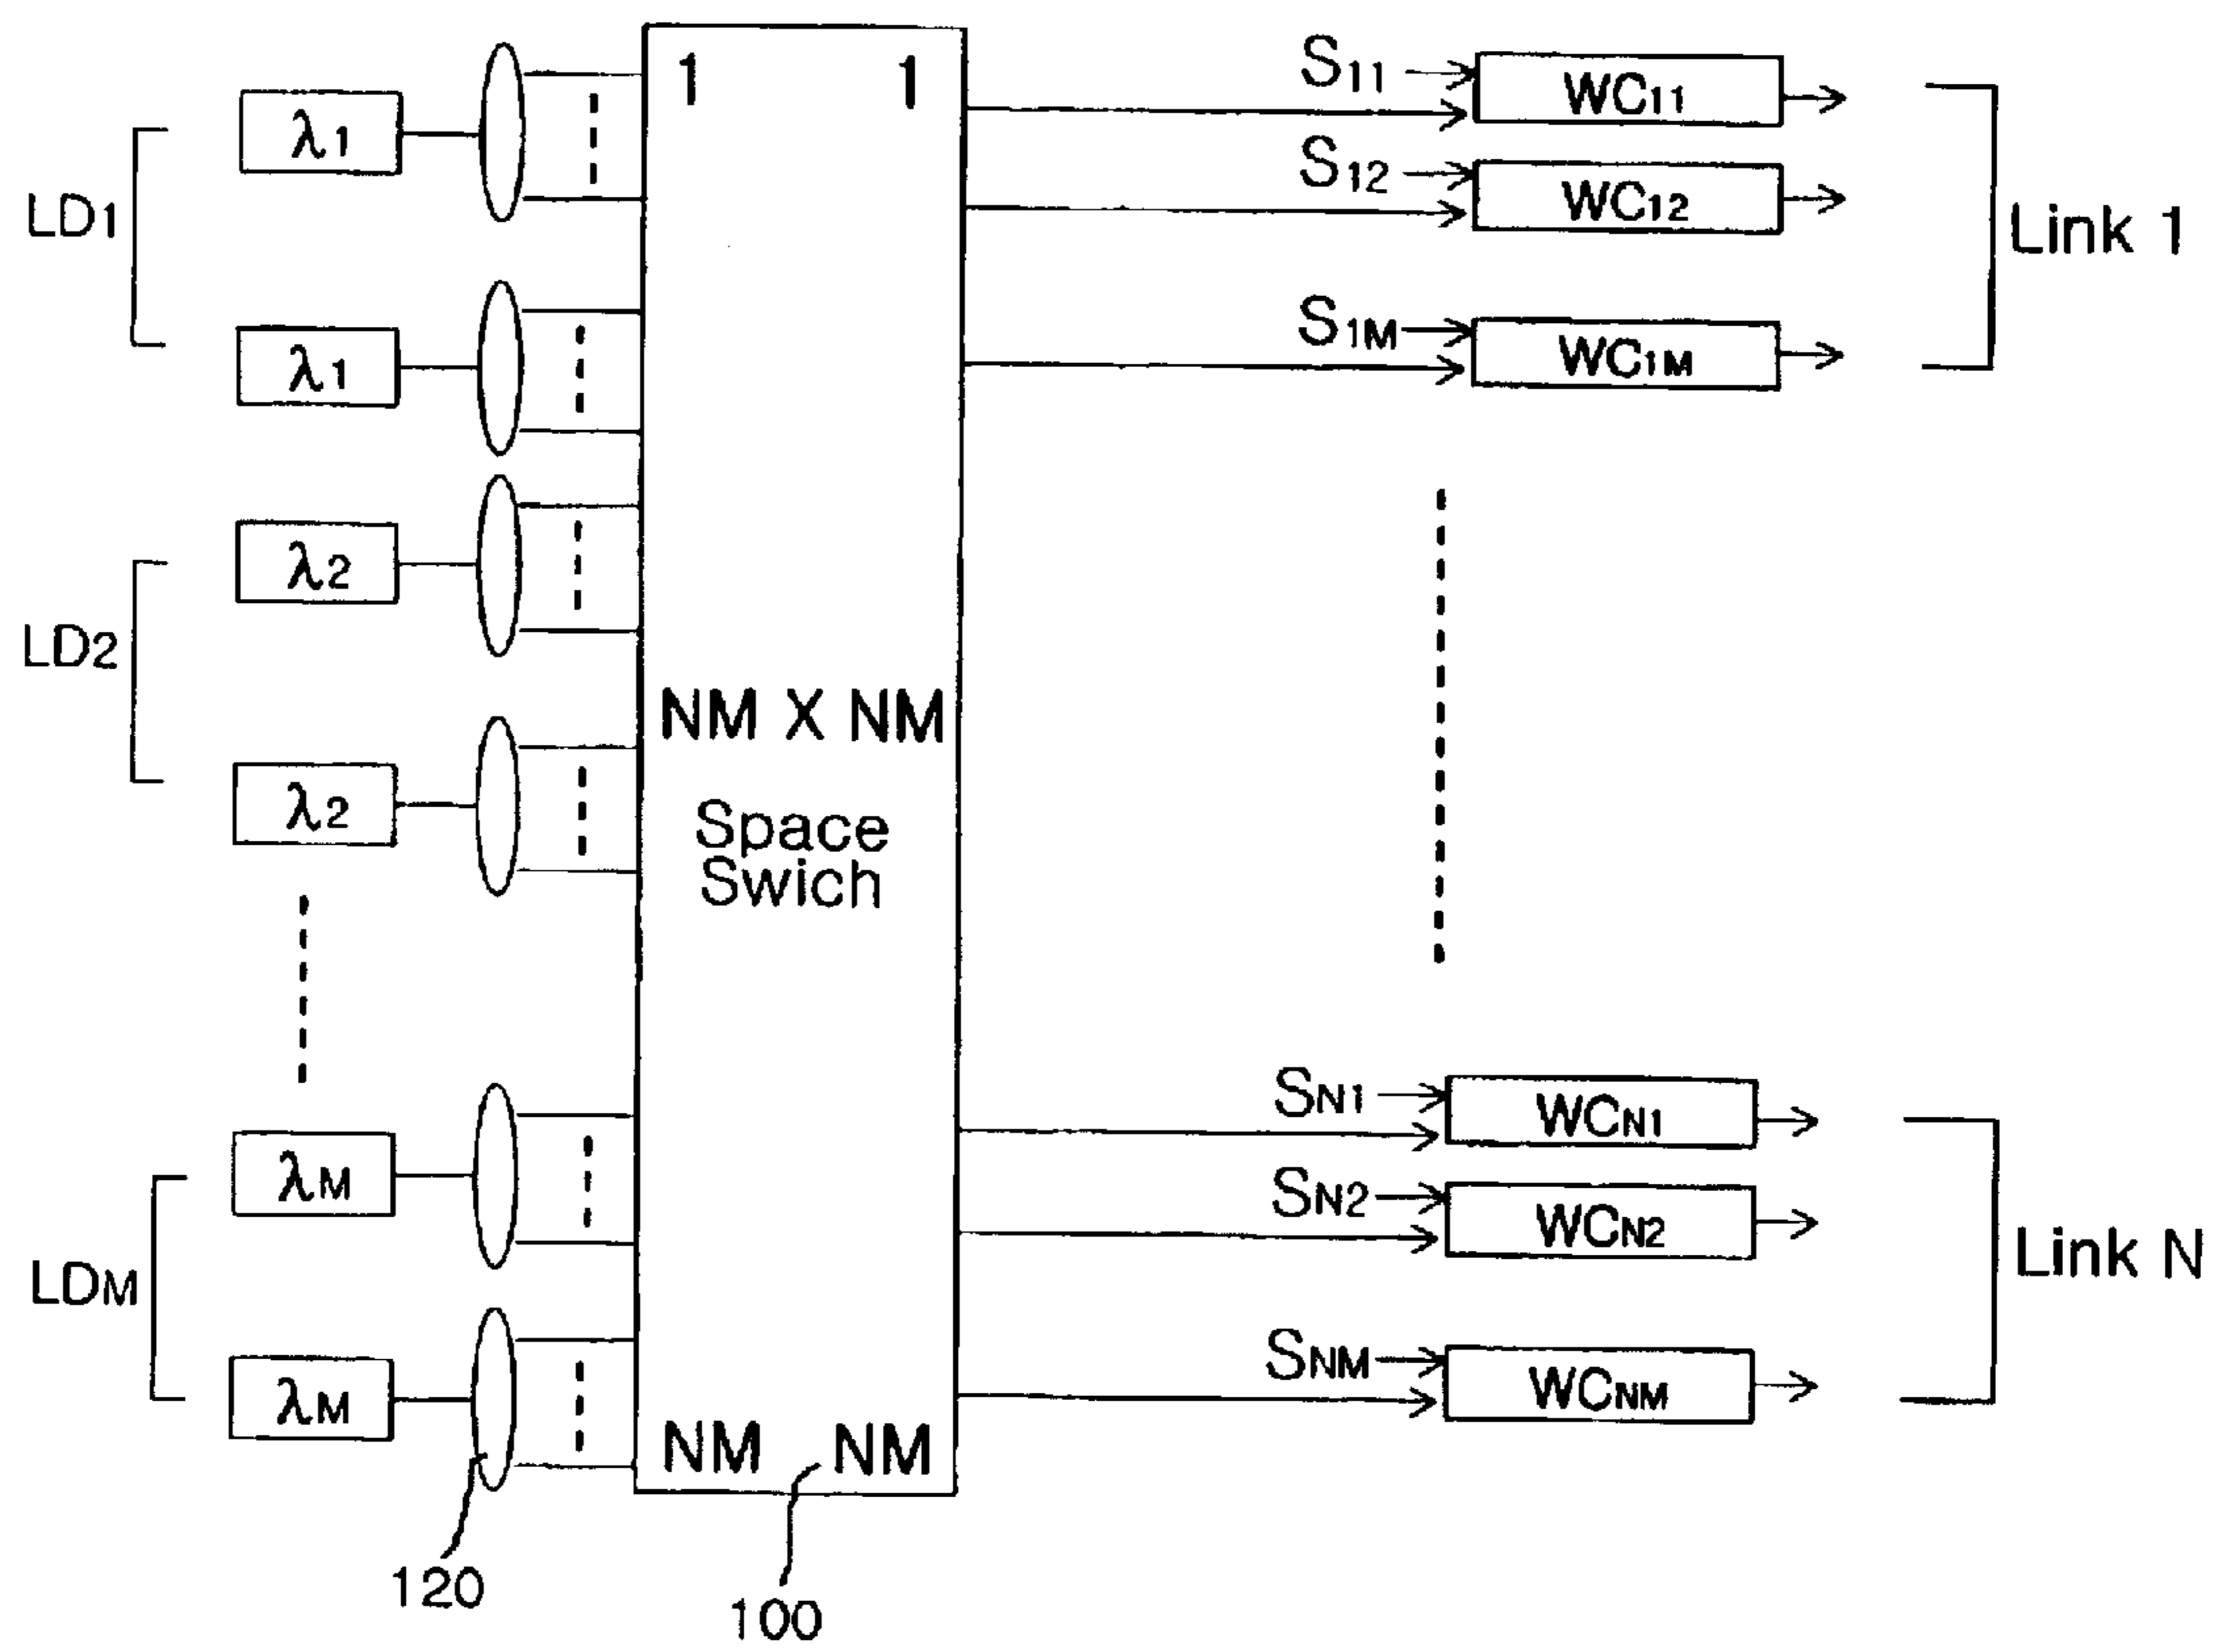 LD1
λ1
λ1
LD2
λ2
λ2
LDM
λM
λM
120
1 1
NM X NM
Space
Swich
NM NM
100
S11
WC11
S12
WC12
S1M
WC1M
Link 1
SN1
WCN1
SN2
WCN2
SNM
WCNM
Link N